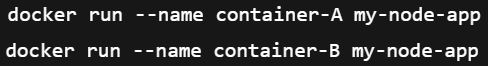 docker run --name container-A my-node-app
docker run --name container-B my-node-app